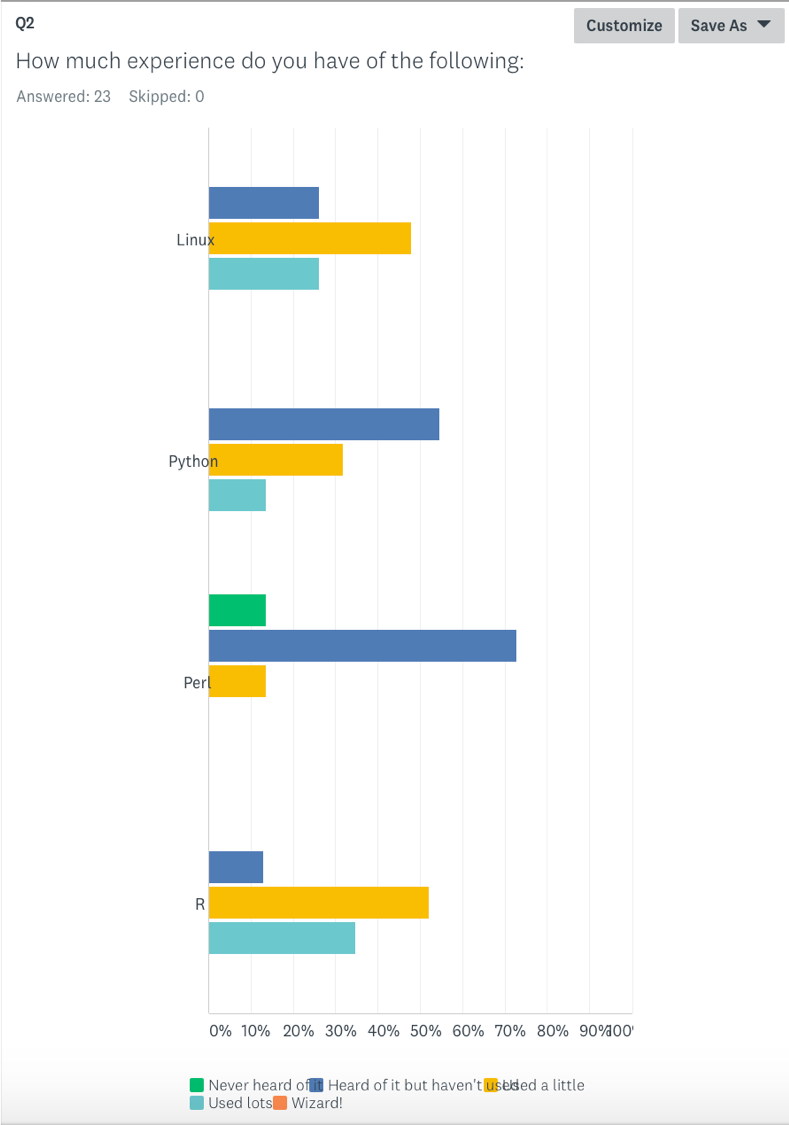 Q2
Customize
Save As
How much experience do you have of the following:
Answered: 23 Skipped: 0
Linux
Python
Perl
R
0% 10% 20% 30% 40% 50% 60% 70% 80% 90% 100
Never heard of it Heard of it but haven't used Used a little
Used lots Wizard!